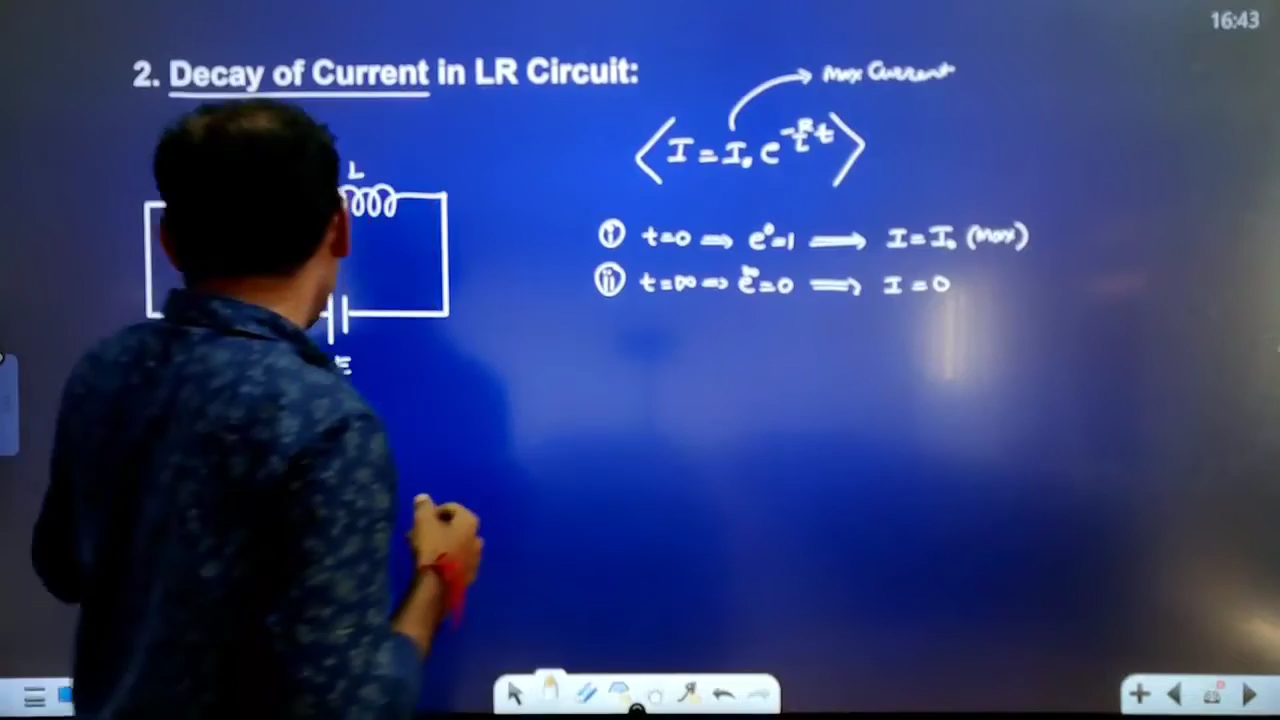 16:43
2. Decay of Current in LR Circuit:
Max Current
I = I₀ e^(-R/L t)
L
(i) t=0 ⇒ e⁰=1 ⟹ I=I₀ (Max)
(ii) t=∞ ⇒ e^-∞=0 ⟹ I=0
E